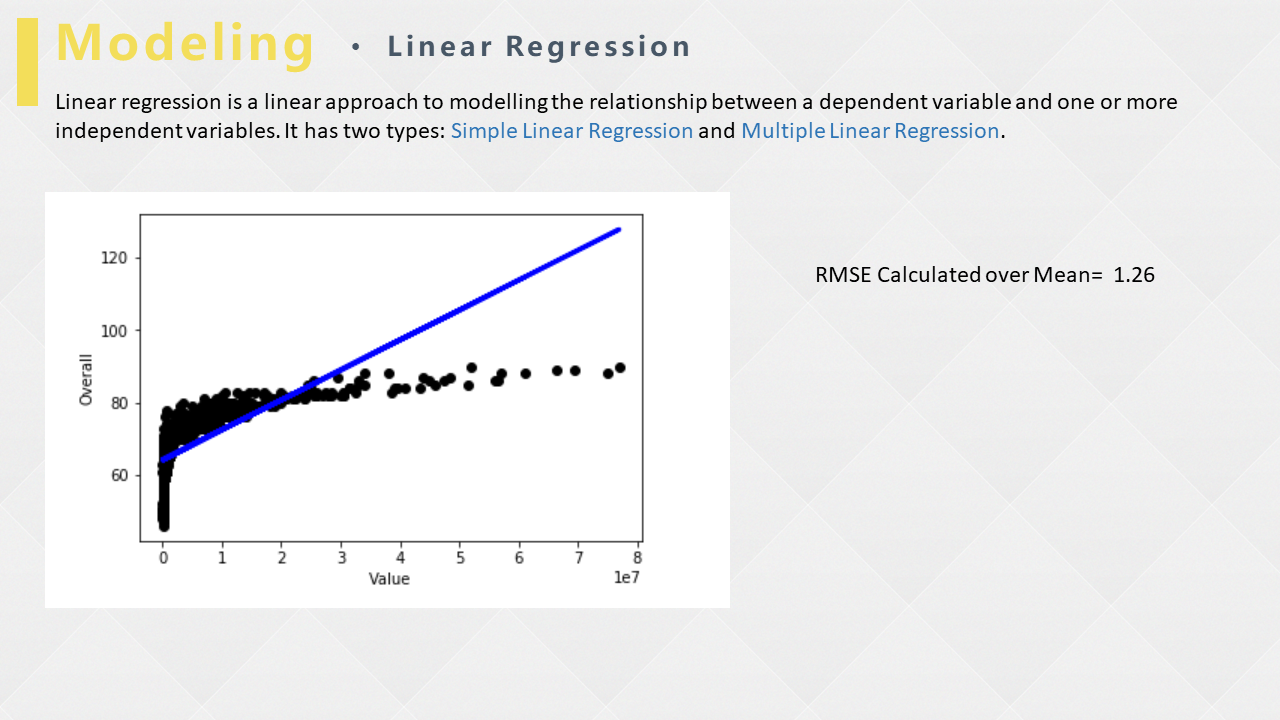 Modeling • Linear Regression
Linear regression is a linear approach to modelling the relationship between a dependent variable and one or more
independent variables. It has two types: Simple Linear Regression and Multiple Linear Regression.
RMSE Calculated over Mean= 1.26
120
100
80
60
Overall
0 1 2 3 4 5 6 7 8
Value
1e7